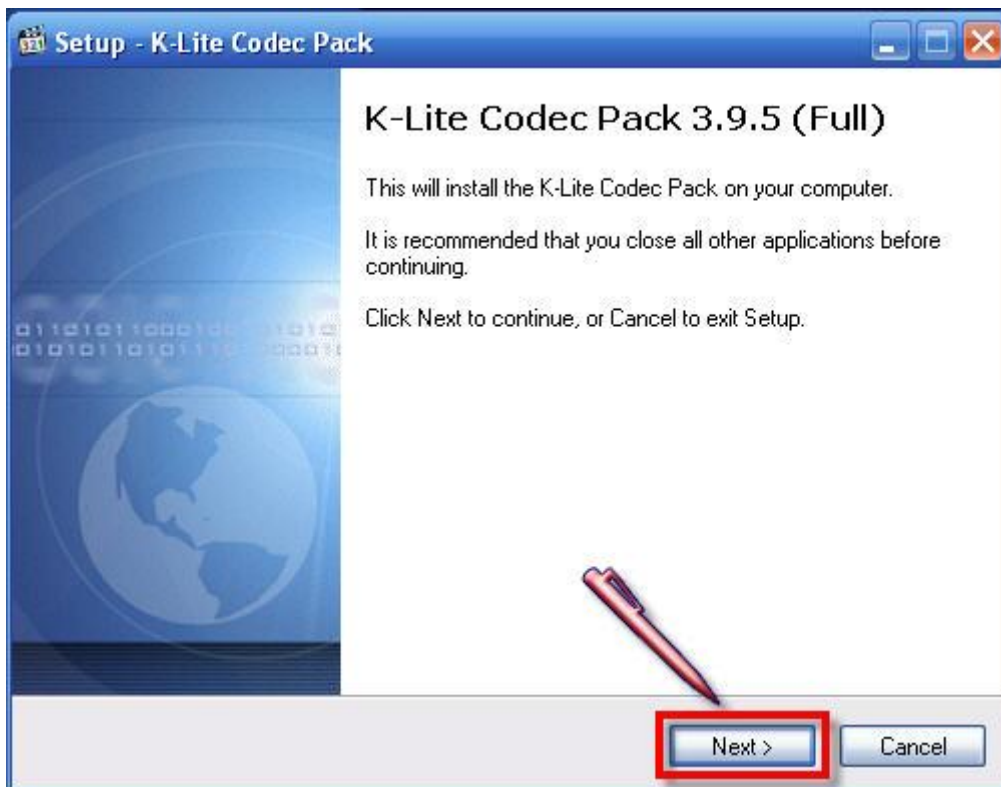 Setup - K-Lite Codec Pack
K-Lite Codec Pack 3.9.5 (Full)
This will install the K-Lite Codec Pack on your computer.
It is recommended that you close all other applications before
continuing.
Click Next to continue, or Cancel to exit Setup.
Next >
Cancel